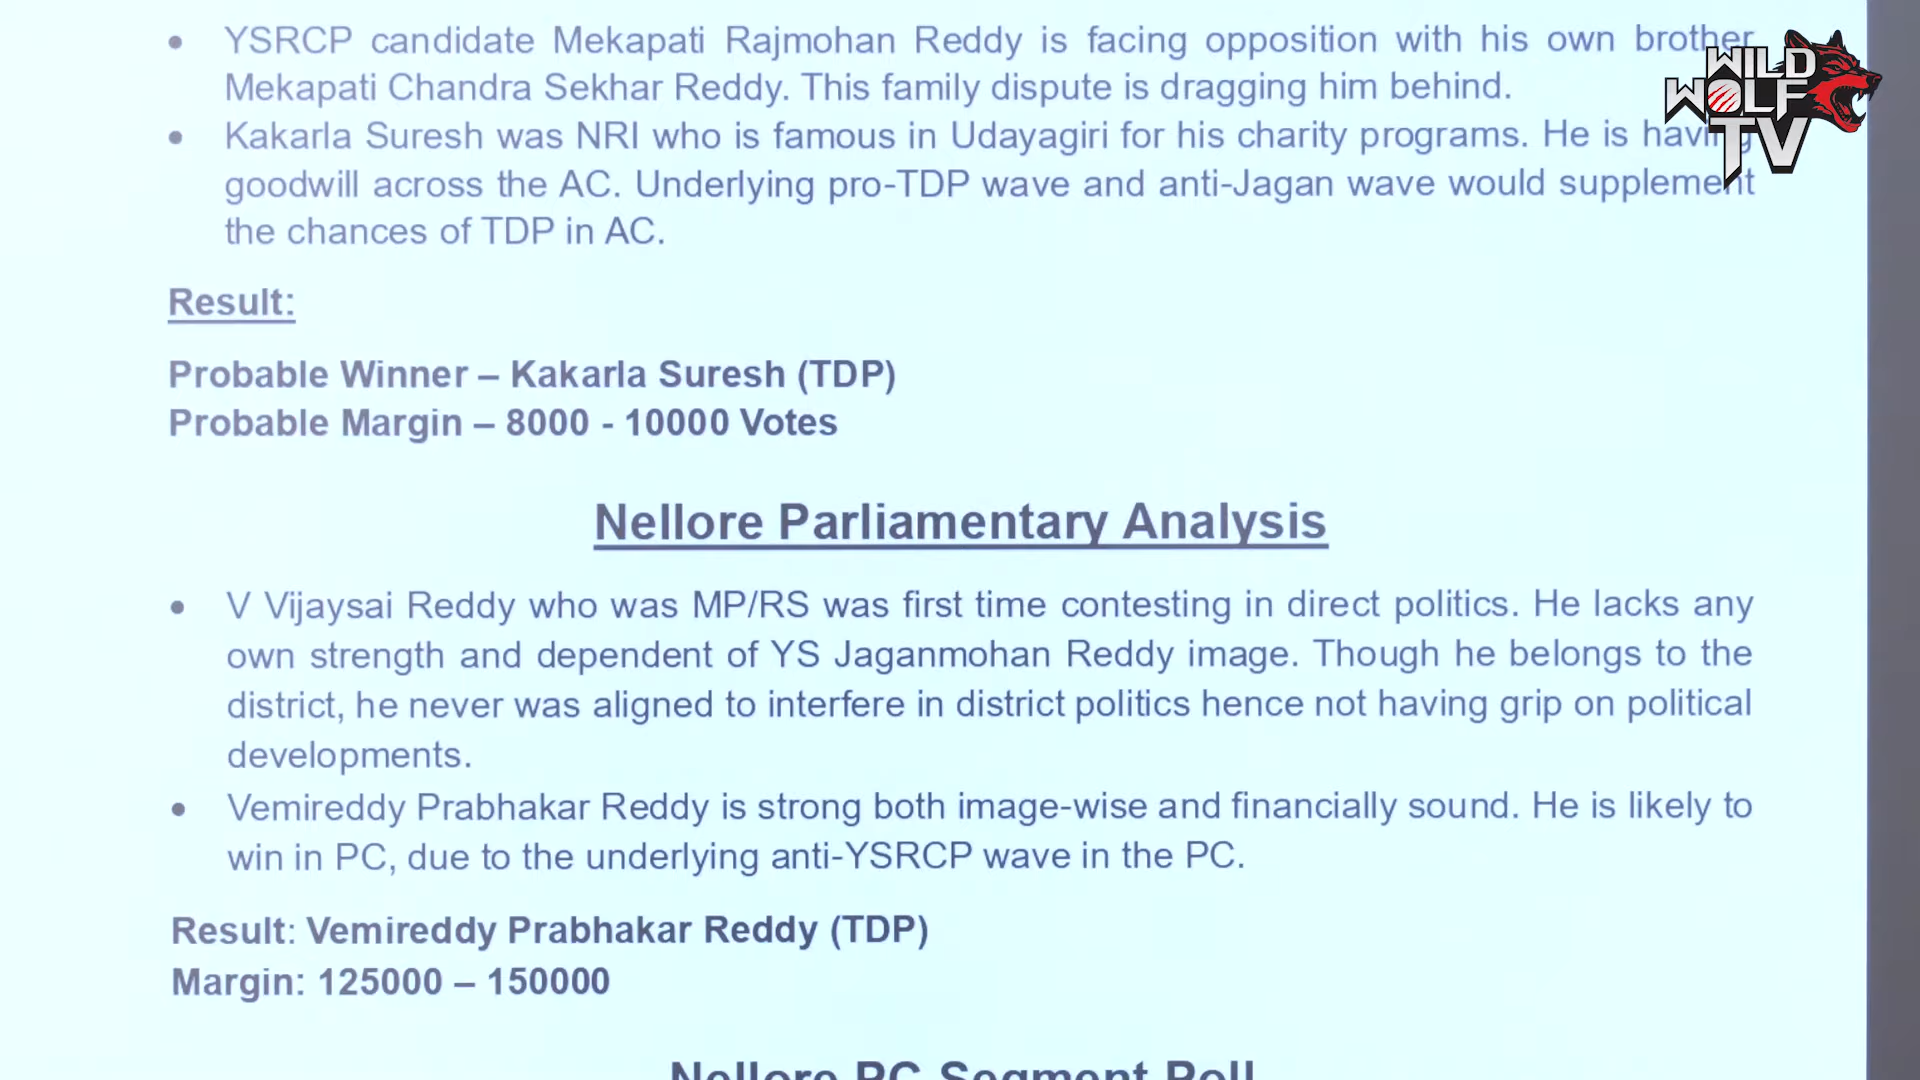 • YSRCP candidate Mekapati Rajmohan Reddy is facing opposition with his own brother
Mekapati Chandra Sekhar Reddy. This family dispute is dragging him behind.
• Kakarla Suresh was NRI who is famous in Udayagiri for his charity programs. He is having
goodwill across the AC. Underlying pro-TDP wave and anti-Jagan wave would supplement
the chances of TDP in AC.
Result:
Probable Winner – Kakarla Suresh (TDP)
Probable Margin – 8000 - 10000 Votes
Nellore Parliamentary Analysis
• V Vijaysai Reddy who was MP/RS was first time contesting in direct politics. He lacks any
own strength and dependent of YS Jaganmohan Reddy image. Though he belongs to the
district, he never was aligned to interfere in district politics hence not having grip on political
developments.
• Vemireddy Prabhakar Reddy is strong both image-wise and financially sound. He is likely to
win in PC, due to the underlying anti-YSRCP wave in the PC.
Result: Vemireddy Prabhakar Reddy (TDP)
Margin: 125000 – 150000
Nellore PC Segment Poll
WILD
WOLF
TV